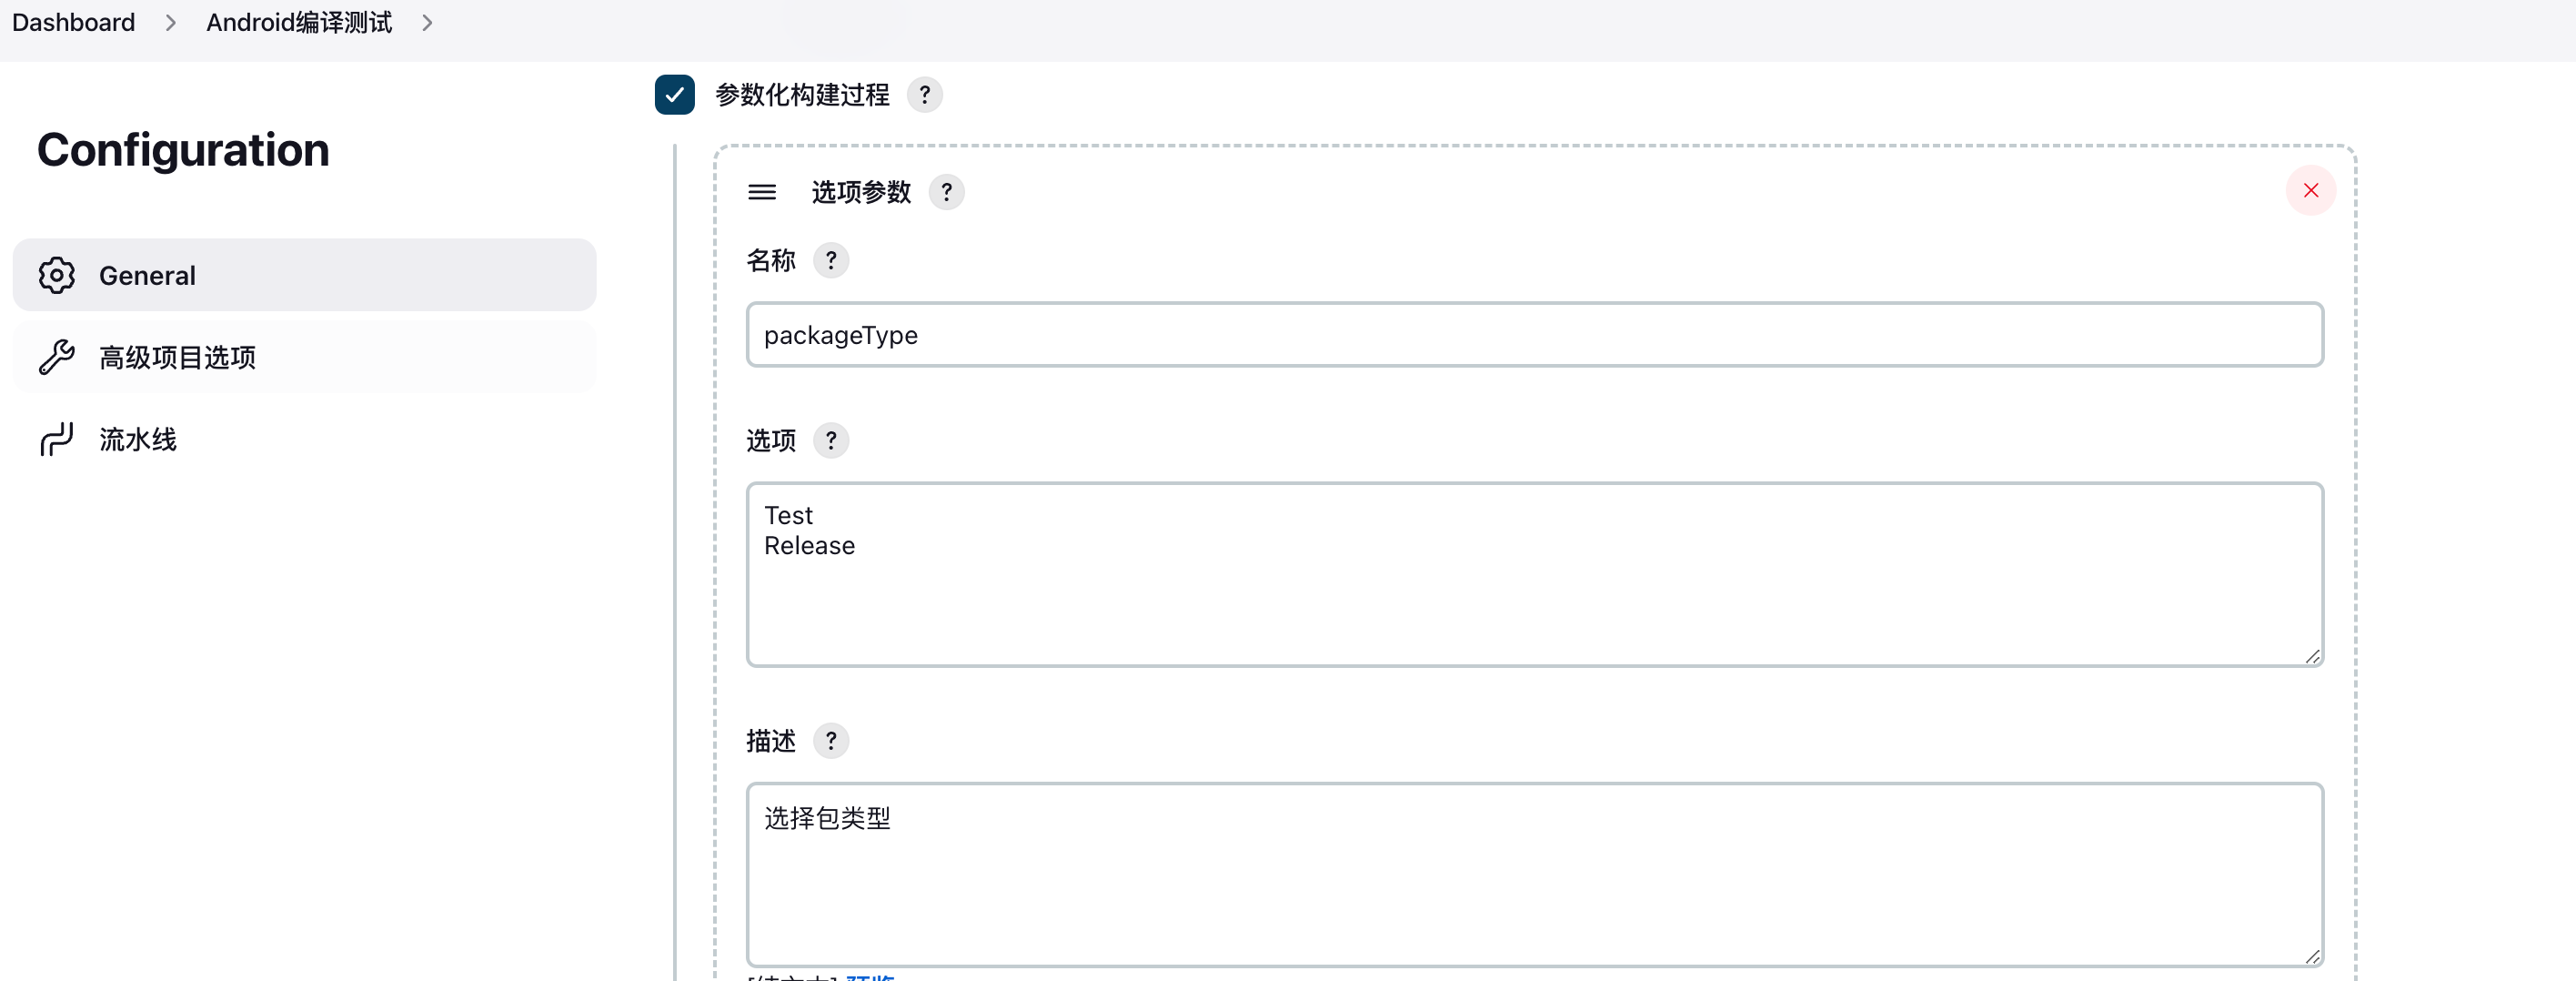 Dashboard > Android编译测试 >
Configuration
General
高级项目选项
流水线
参数化构建过程 ?
选项参数 ?
名称 ?
packageType
选项 ?
Test
Release
描述 ?
选择包类型